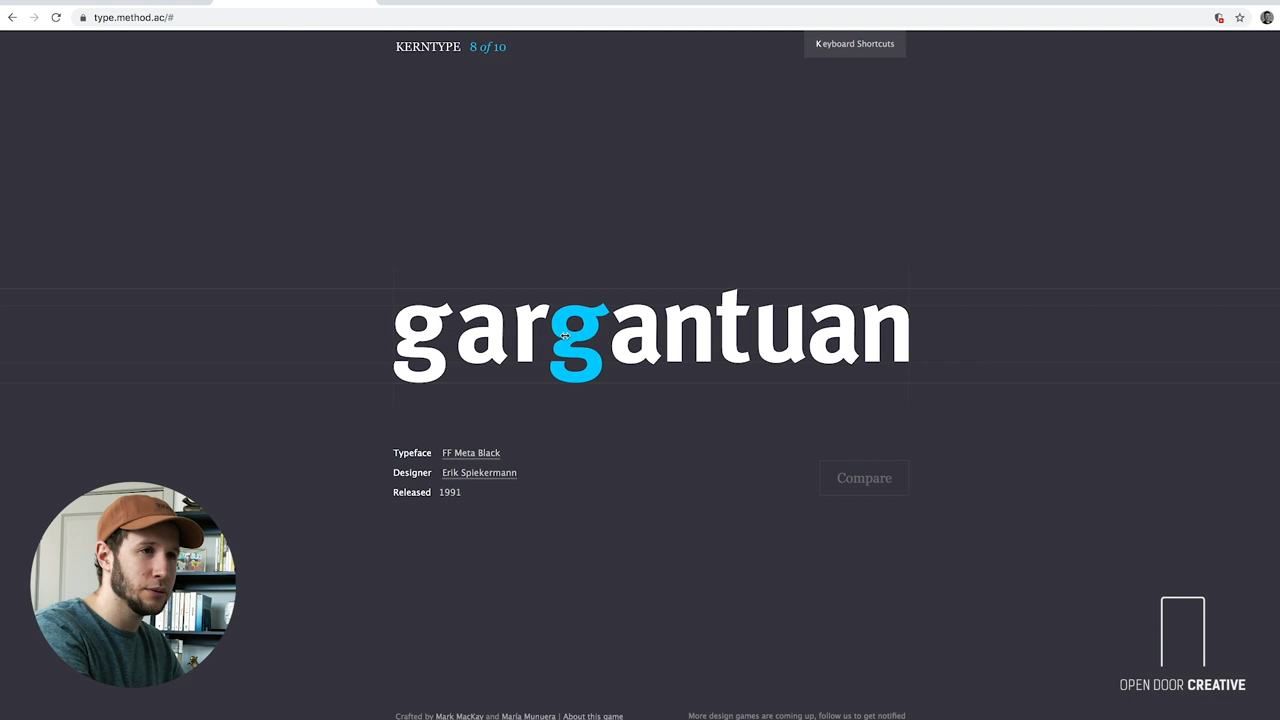 type.method.ac/#
KERNTYPE 8 of 10
Keyboard Shortcuts
gargantuan
Typeface FF Meta Black
Designer Erik Spiekermann
Released 1991
Compare
OPEN DOOR CREATIVE
Crafted by Mark MacKay and María Munuera | About this game
More design games are coming up, follow us to get notified